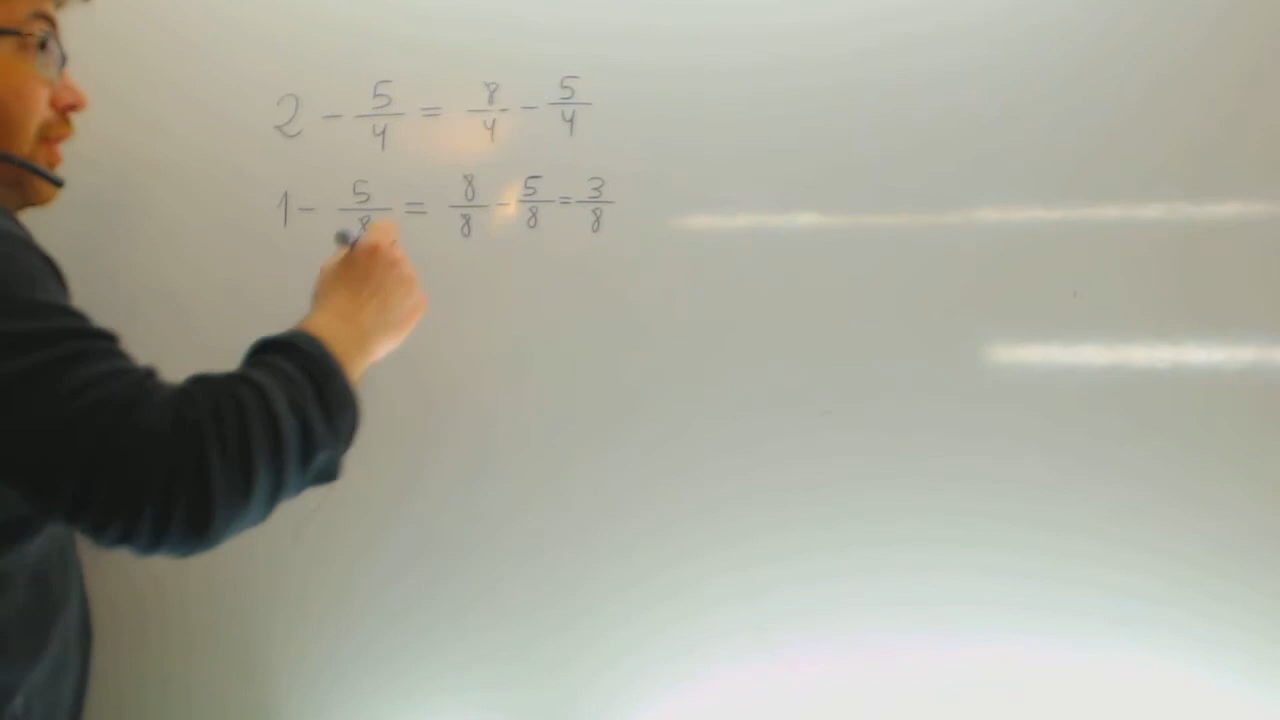 2 - 5/4 = 8/4 - 5/4
1 - 5/8 = 8/8 - 5/8 = 3/8